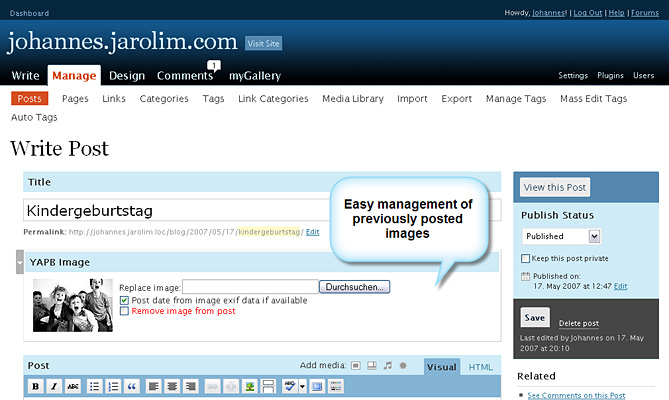 Dashboard
Howdy, Johannes! | Log Out | Help | Forums
johannes.jarolim.com Visit Site
1
Write Manage Design Comments myGallery Settings Plugins Users
Posts Pages Links Categories Tags Link Categories Media Library Import Export Manage Tags Mass Edit Tags
Auto Tags
Write Post
Title
Kindergeburtstag
Permalink: http://johannes.jarolim.loc/blog/2007/05/17/kindergeburtstag/ Edit
Easy management of
previously posted
images
YAPB Image
Replace image: Durchsuchen...
Post date from image exif data if available
Remove image from post
Post Add media: Visual HTML
B I ABC ABC
View this Post
Publish Status
Published
Keep this post private
Published on:
17. May 2007 at 12:47 Edit
Save Delete post
Last edited by Johannes on 17. May
2007 at 20:10
Related
See Comments on this Post